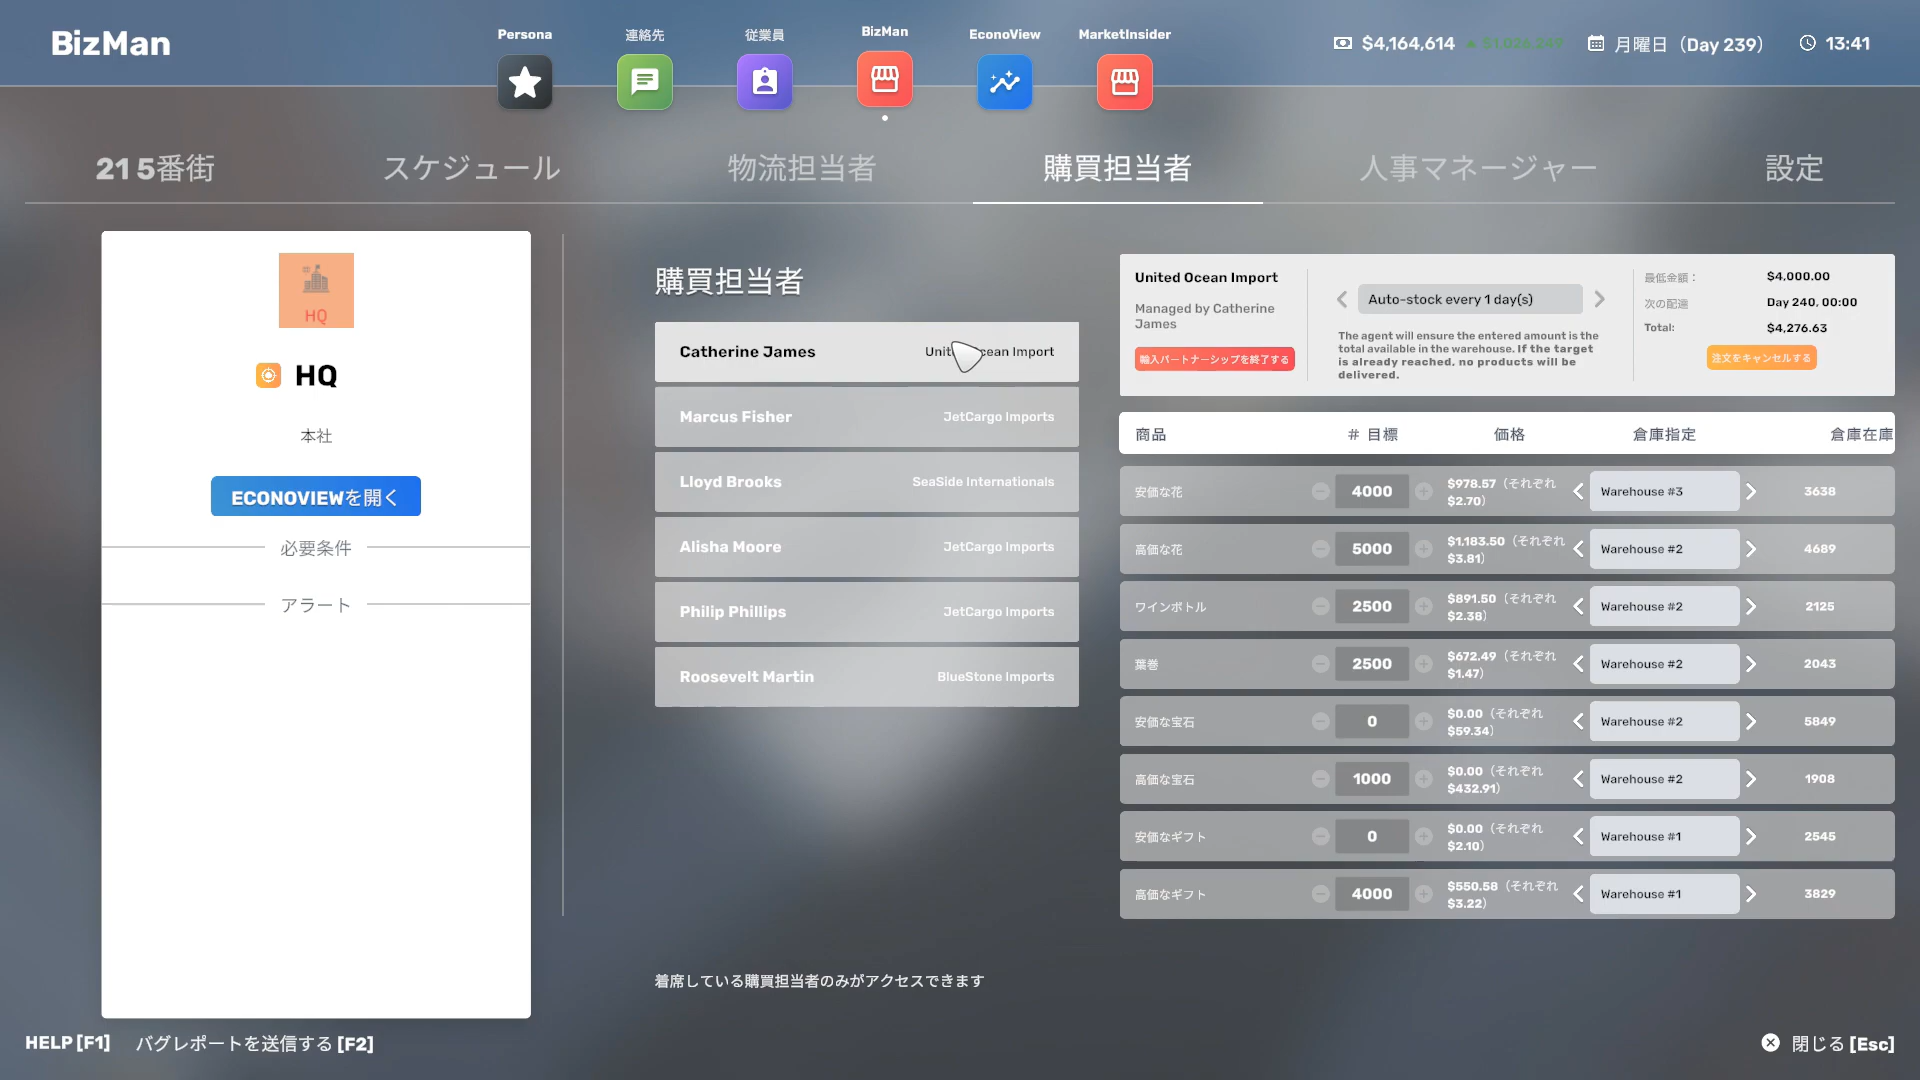 BizMan
Persona
連絡先
従業員
BizMan
EconoView
MarketInsider
$4,164,614 ▲ $1,026,249
月曜日（Day 239）
13:41
21 5番街
スケジュール
物流担当者
購買担当者
人事マネージャー
設定
HQ
HQ
本社
ECONOVIEWを開く
必要条件
アラート
購買担当者
Catherine James
Marcus Fisher JetCargo Imports
Lloyd Brooks SeaSide Internationals
Alisha Moore JetCargo Imports
Philip Phillips JetCargo Imports
Roosevelt Martin BlueStone Imports
着席している購買担当者のみがアクセスできます
United Ocean Import
Managed by Catherine
James
輸入パートナーシップを終了する
Auto-stock every 1 day(s)
The agent will ensure the entered amount is the
total available in the warehouse. If the target
is already reached, no products will be
delivered.
最低金額： $4,000.00
次の配達 Day 240, 00:00
Total: $4,276.63
注文をキャンセルする
商品 # 目標 価格 倉庫指定 倉庫在庫
安価な花 4000 $978.57（それぞれ
$2.70） Warehouse #3 3638
高価な花 5000 $1,183.50（それぞれ
$3.81） Warehouse #2 4689
ワインボトル 2500 $891.50（それぞれ
$2.38） Warehouse #2 2125
葉巻 2500 $672.49（それぞれ
$1.47） Warehouse #2 2043
安価な宝石 0 $0.00（それぞれ
$59.34） Warehouse #2 5849
高価な宝石 1000 $0.00（それぞれ
$432.91） Warehouse #2 1908
安価なギフト 0 $0.00（それぞれ
$2.10） Warehouse #1 2545
高価なギフト 4000 $550.58（それぞれ
$3.22） Warehouse #1 3829
HELP [F1]
バグレポートを送信する [F2]
閉じる [Esc]